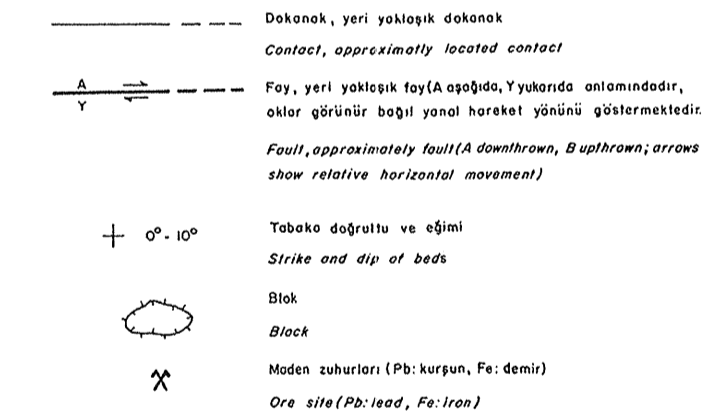 Dokanak, yeri yaklaşık dokanak
Contact, approximatly located contact
A
Y
Fay, yeri yaklaşık fay(A aşağıda, Y yukarıda anlamındadır,
oklar görünür bağıl yanal hareket yönünü göstermektedir.
Fault, approximately fault(A downthrown, B upthrown; arrows
show relative horizontal movement)
0°- 10°
Tabaka doğrultu ve eğimi
Strike and dip of beds
Blok
Block
Maden zuhurları (Pb: kurşun, Fe: demir)
Ore site(Pb: lead, Fe: iron)